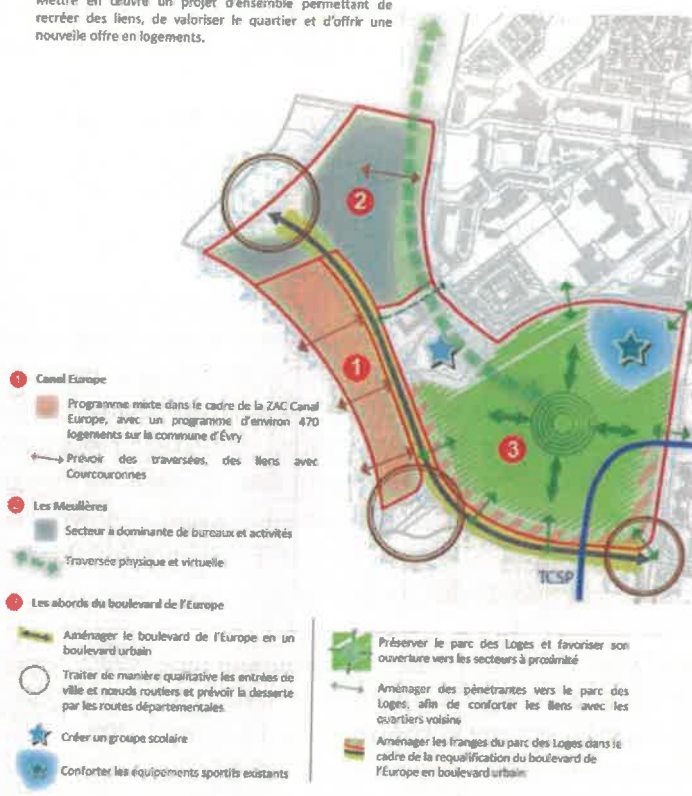 Mettre en œuvre un projet d'ensemble permettant de
recréer des liens, de valoriser le quartier et d'offrir une
nouvelle offre en logements.
2
1
3
TCSP
1 Canal Europe
Programme mixte dans le cadre de la ZAC Canal
Europe, avec un programme d'environ 470
logements sur la commune d'Évry
Prévoir des traversées, des liens avec
Courcouronnes
2 Les Meulières
Secteur à dominante de bureaux et activités
Traversée physique et virtuelle
Les abords du boulevard de l'Europe
Aménager le boulevard de l'Europe en un
boulevard urbain
Traiter de manière qualitative les entrées de
ville et nœuds routiers et prévoir la desserte
par les routes départementales
Créer un groupe scolaire
Conforter les équipements sportifs existants
Préserver le parc des Loges et favoriser son
ouverture vers les secteurs à proximité
Aménager des pénétrantes vers le parc des
Loges, afin de conforter les liens avec les
quartiers voisins
Aménager les franges du parc des Loges dans le
cadre de la requalification du boulevard de
l'Europe en boulevard urbain